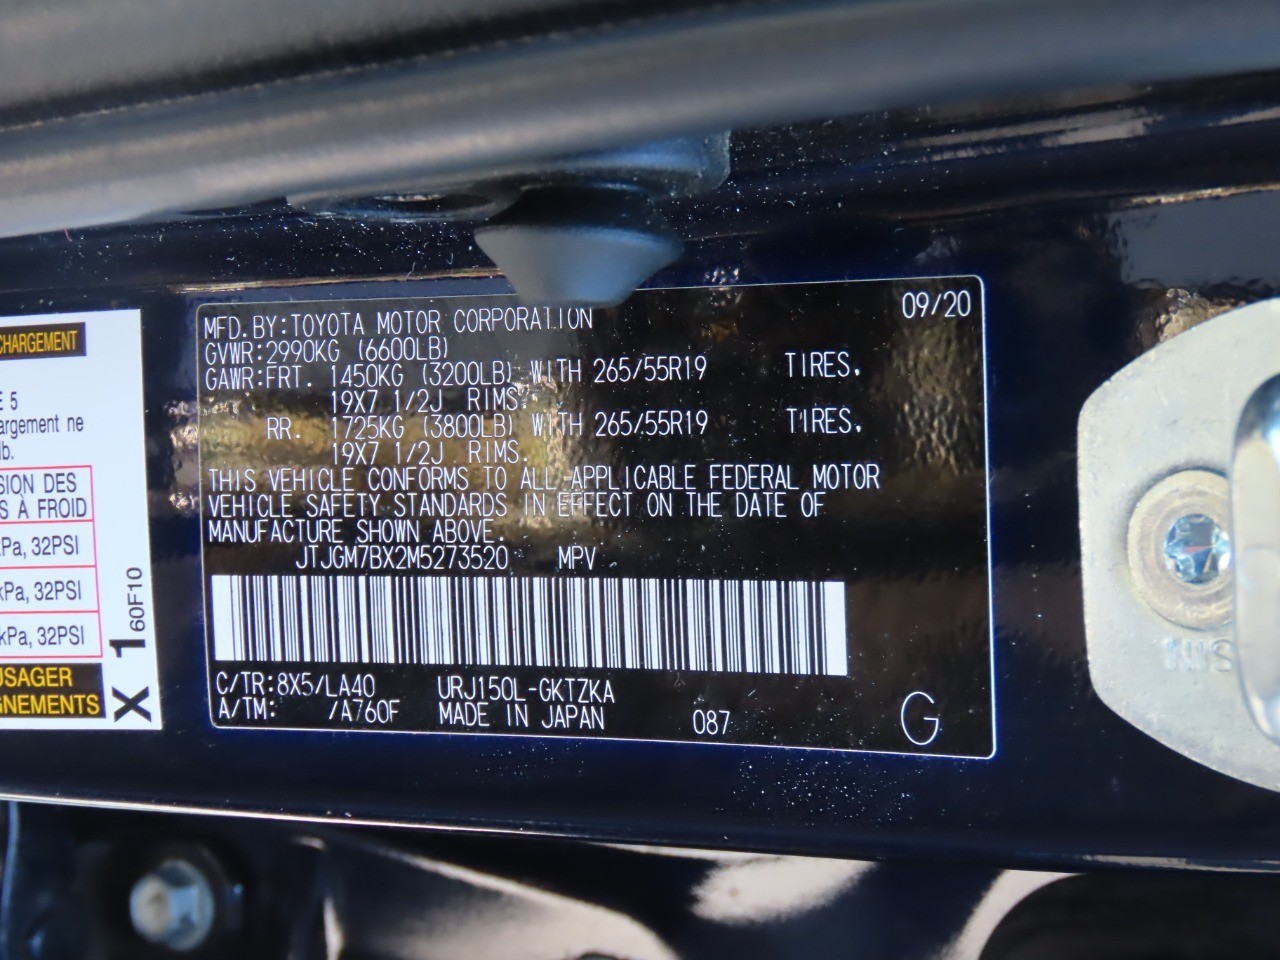 CHARGEMENT
E 5
argement ne
lb.
SION DES
S À FROID
kPa, 32PSI
kPa, 32PSI
kPa, 32PSI
USAGER
GNEMENTS
X 1 60F10
09/20
MFD.BY:TOYOTA MOTOR CORPORATION
GVWR:2990KG (6600LB)
GAWR:FRT. 1450KG (3200LB) WITH 265/55R19 TIRES,
19X7 1/2J RIMS.
RR. 1725KG (3800LB) WITH 265/55R19 TIRES,
19X7 1/2J RIMS.
THIS VEHICLE CONFORMS TO ALL APPLICABLE FEDERAL MOTOR
VEHICLE SAFETY STANDARDS IN EFFECT ON THE DATE OF
MANUFACTURE SHOWN ABOVE.
JTJGM7BX2M5273520 MPV
C/TR:8X5/LA40 URJ150L-GKTZKA
A/TM: /A760F MADE IN JAPAN 087 G